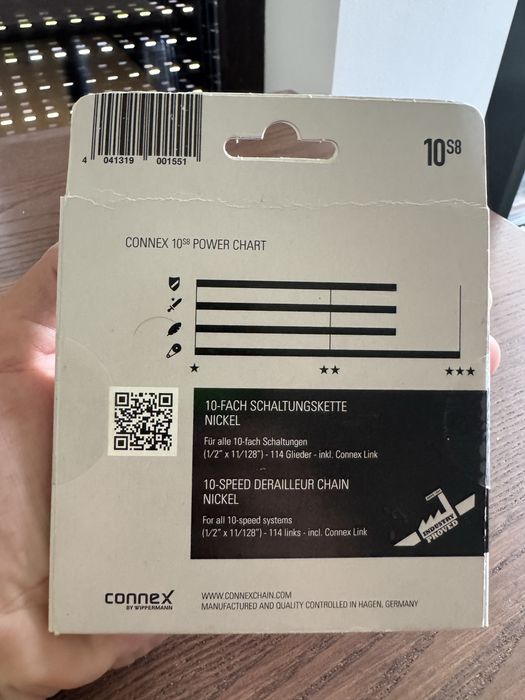 4 041319 001551
10S8
CONNEX 10S8 POWER CHART
★ ★★ ★★★
10-FACH SCHALTUNGSKETTE
NICKEL
Für alle 10-fach Schaltungen
(1/2" x 11/128") - 114 Glieder - inkl. Connex Link
10-SPEED DERAILLEUR CHAIN
NICKEL
For all 10-speed systems
(1/2" x 11/128") - 114 links - incl. Connex Link
INDUSTRY
PROVED
conneX
BY WIPPERMANN
WWW.CONNEXCHAIN.COM
MANUFACTURED AND QUALITY CONTROLLED IN HAGEN, GERMANY